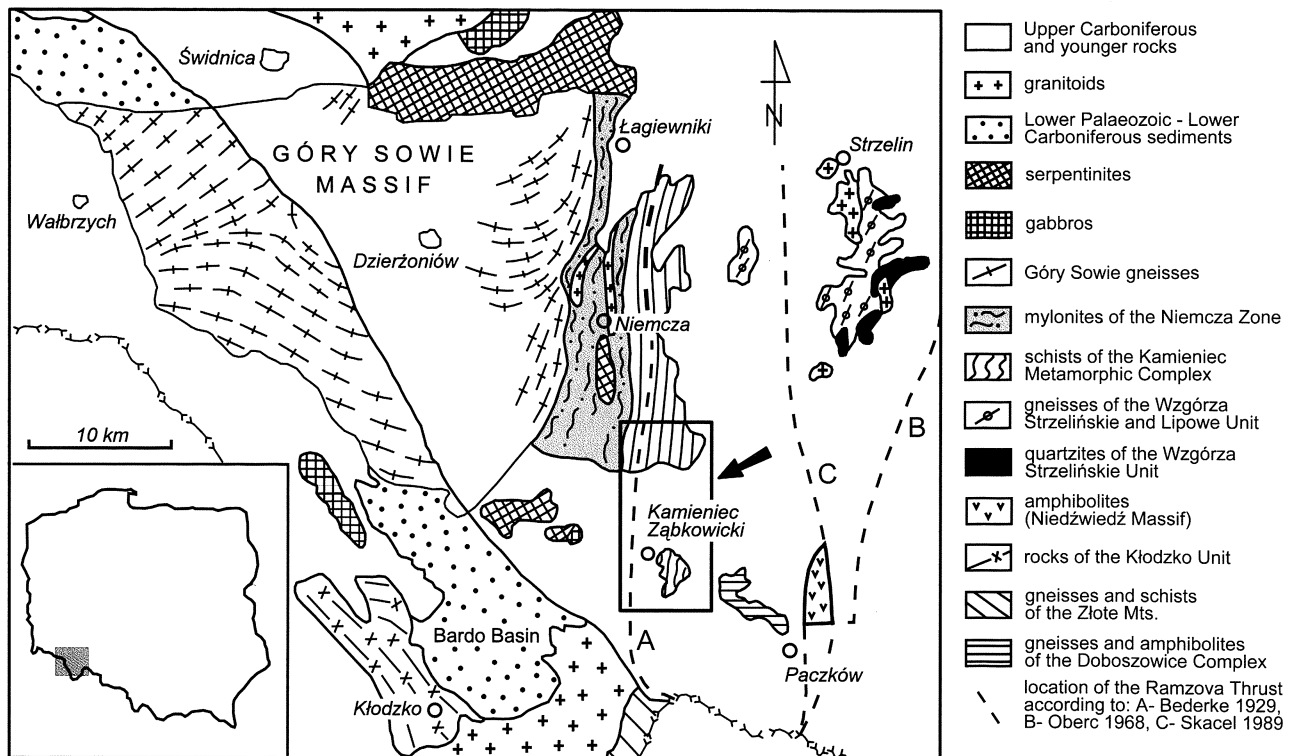 Świdnica
Łagiewniki
GÓRY SOWIE
MASSIF
Strzelin
N
Wałbrzych
Dzierżoniów
Niemcza
10 km
B
C
Kamieniec
Ząbkowicki
Bardo Basin
A
Paczków
Kłodzko
Upper Carboniferous
and younger rocks
granitoids
Lower Palaeozoic - Lower
Carboniferous sediments
serpentinites
gabbros
Góry Sowie gneisses
mylonites of the Niemcza Zone
schists of the Kamieniec
Metamorphic Complex
gneisses of the Wzgórza
Strzelińskie and Lipowe Unit
quartzites of the Wzgórza
Strzelińskie Unit
amphibolites
(Niedźwiedź Massif)
rocks of the Kłodzko Unit
gneisses and schists
of the Złote Mts.
gneisses and amphibolites
of the Doboszowice Complex
location of the Ramzova Thrust
according to: A- Bederke 1929,
B- Oberc 1968, C- Skacel 1989